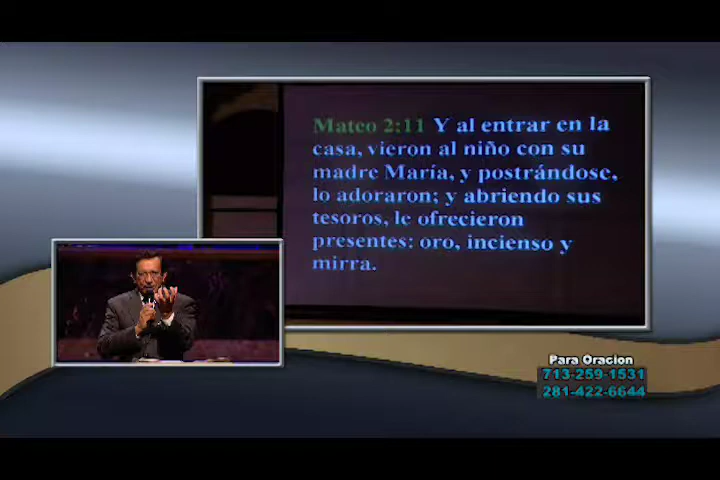 Mateo 2:11 Y al entrar en la
casa, vieron al niño con su
madre María, y postrándose,
lo adoraron; y abriendo sus
tesoros, le ofrecieron
presentes: oro, incienso y
mirra.
Para Oracion
713-259-1531
281-422-6644